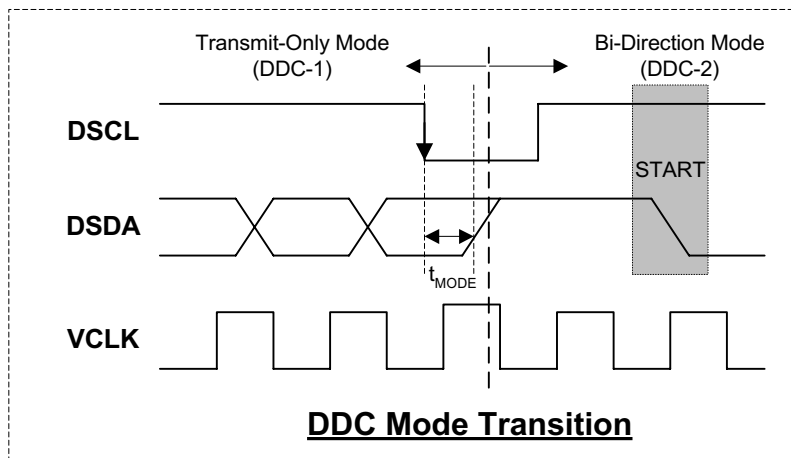 Transmit-Only Mode
(DDC-1)
Bi-Direction Mode
(DDC-2)
DSCL
START
DSDA
tMODE
VCLK
DDC Mode Transition